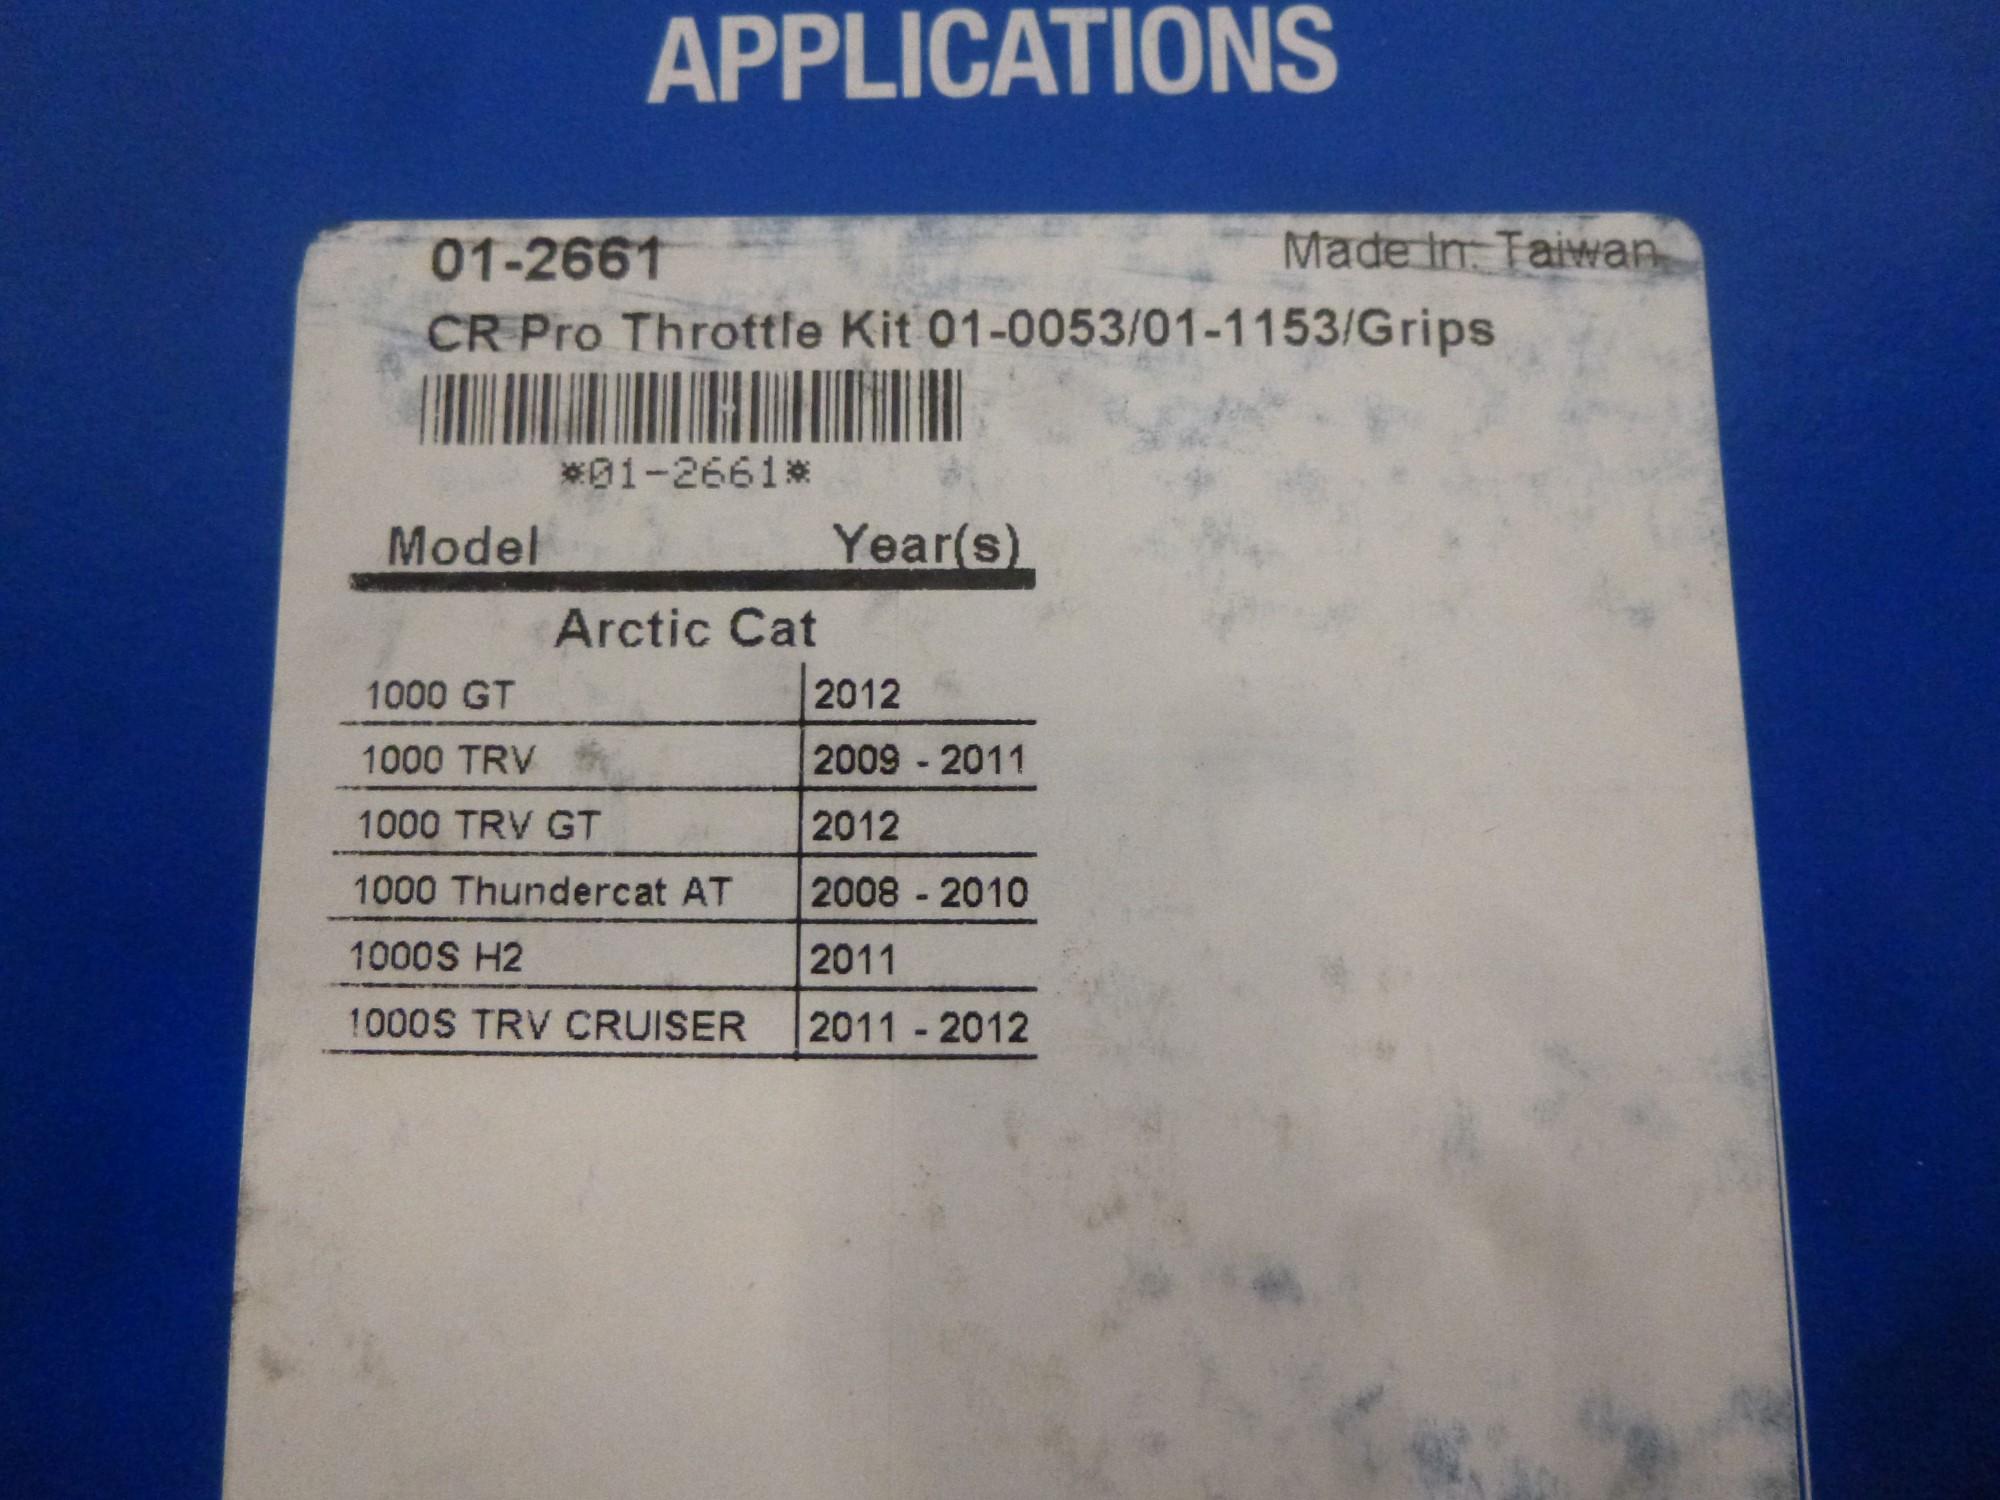 APPLICATIONS
01-2661 Made In: Taiwan
CR Pro Throttle Kit 01-0053/01-1153/Grips
*01-2661*
Model Year(s)
Arctic Cat
1000 GT 2012
1000 TRV 2009 - 2011
1000 TRV GT 2012
1000 Thundercat AT 2008 - 2010
1000S H2 2011
1000S TRV CRUISER 2011 - 2012